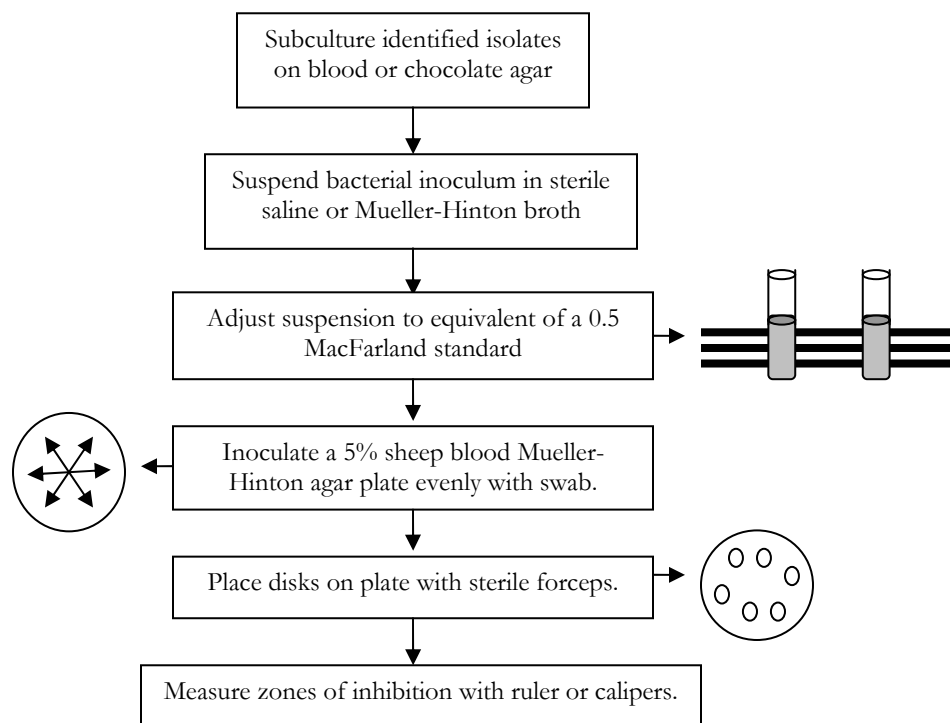 Subculture identified isolates
on blood or chocolate agar
Suspend bacterial inoculum in sterile
saline or Mueller-Hinton broth
Adjust suspension to equivalent of a 0.5
MacFarland standard
Inoculate a 5% sheep blood Mueller-
Hinton agar plate evenly with swab.
Place disks on plate with sterile forceps.
Measure zones of inhibition with ruler or calipers.